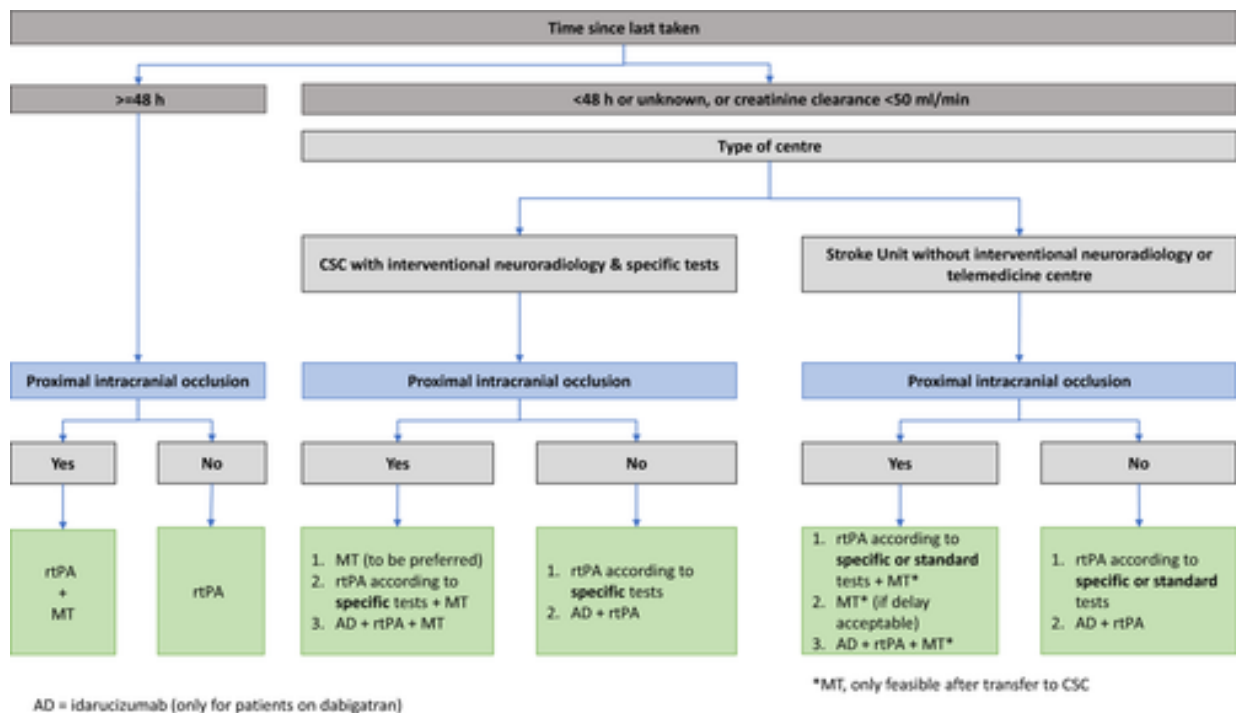 Time since last taken
>=48 h
<48 h or unknown, or creatinine clearance <50 ml/min
Type of centre
CSC with interventional neuroradiology & specific tests
Stroke Unit without interventional neuroradiology or
telemedicine centre
Proximal intracranial occlusion
Proximal intracranial occlusion
Proximal intracranial occlusion
Yes
No
Yes
No
Yes
No
rtPA
+
MT
rtPA
1. MT (to be preferred)
2. rtPA according to
specific tests + MT
3. AD + rtPA + MT
1. rtPA according to
specific tests
2. AD + rtPA
1. rtPA according to
specific or standard
tests + MT*
2. MT* (if delay
acceptable)
3. AD + rtPA + MT*
1. rtPA according to
specific or standard
tests
2. AD + rtPA
*MT, only feasible after transfer to CSC
AD = idarucizumab (only for patients on dabigatran)